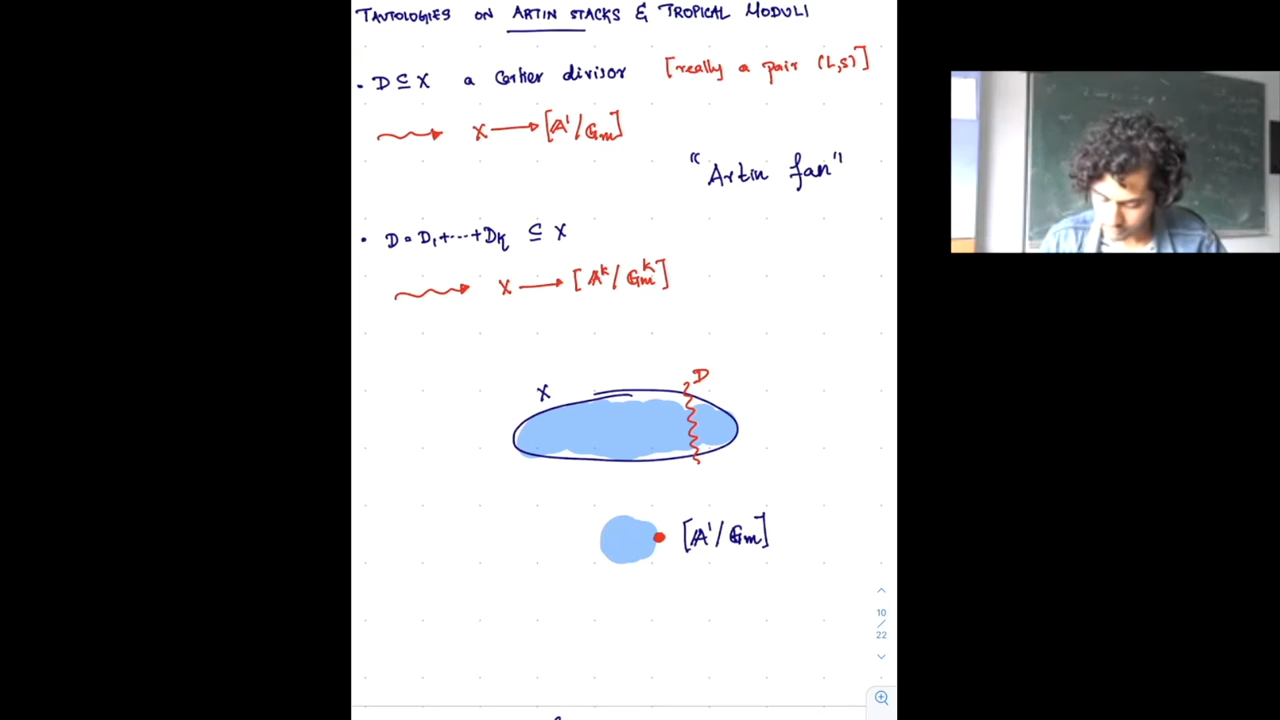 TAUTOLOGIES ON ARTIN STACKS & TROPICAL MODULI
• D ⊆ X a Cartier divisor [really a pair (L,s)]
X → [𝔸¹/𝔾m]
"Artin fan"
• D = D₁+···+Dₖ ⊆ X
X → [𝔸ᵏ/𝔾mᵏ]
X D
[𝔸¹/𝔾m]
10
/
22